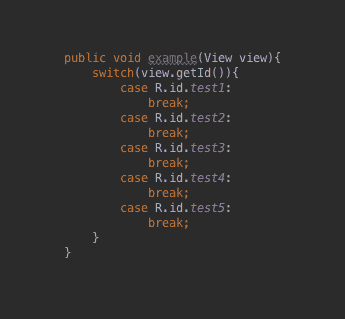 public void example(View view){
switch(view.getId()){
case R.id.test1:
break;
case R.id.test2:
break;
case R.id.test3:
break;
case R.id.test4:
break;
case R.id.test5:
break;
}
}